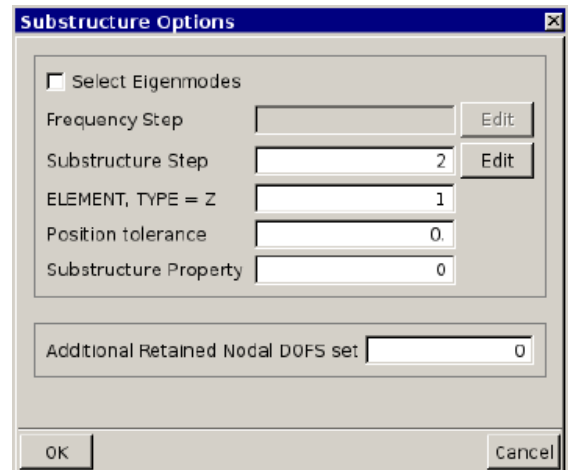 Substructure Options
Select Eigenmodes
Frequency Step Edit
Substructure Step 2 Edit
ELEMENT, TYPE = Z 1
Position tolerance 0.
Substructure Property 0
Additional Retained Nodal DOFS set 0
OK Cancel